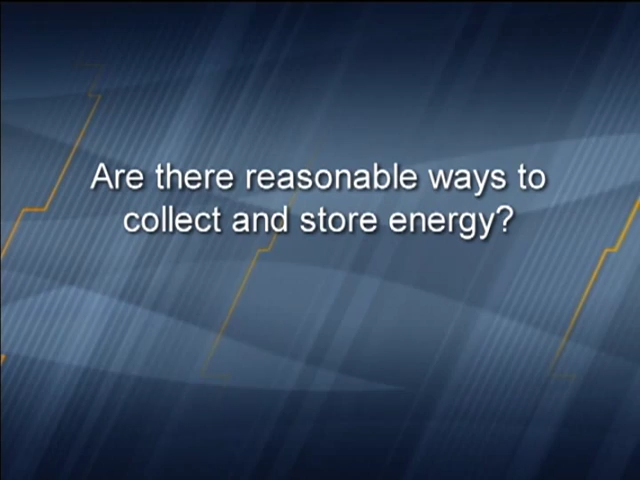 Are there reasonable ways to
collect and store energy?